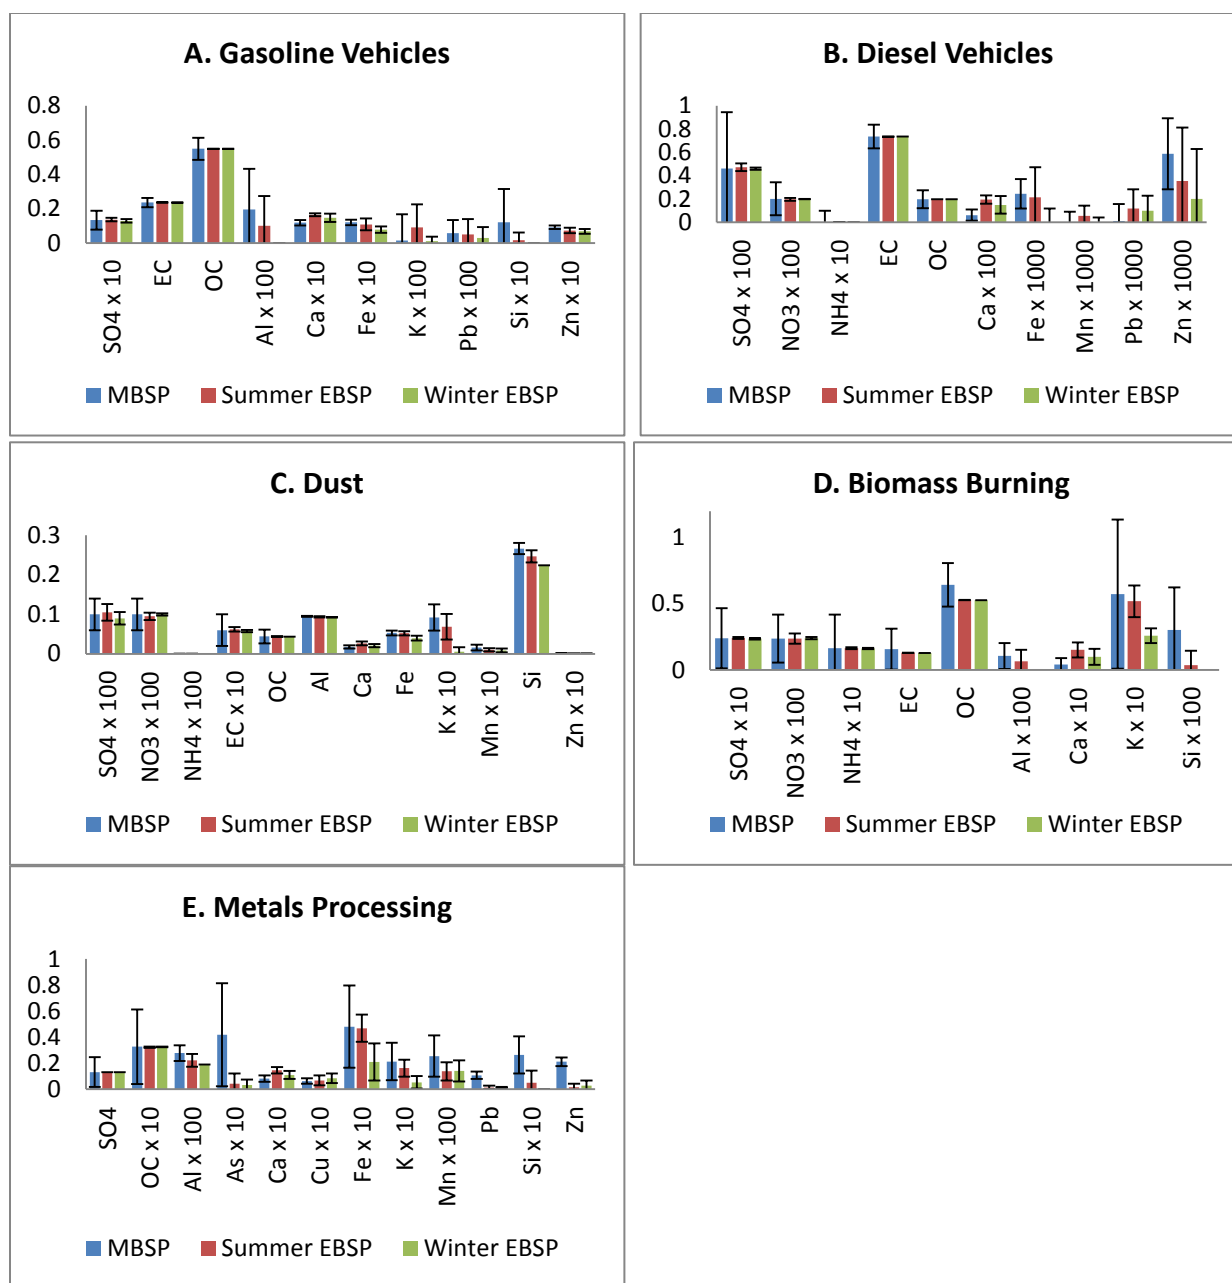 A. Gasoline Vehicles
0.8
0.6
0.4
0.2
0
SO4 x 10
EC
OC
Al x 100
Ca x 10
Fe x 10
K x 100
Pb x 100
Si x 10
Zn x 10
MBSP Summer EBSP Winter EBSP
B. Diesel Vehicles
1
0.8
0.6
0.4
0.2
0
SO4 x 100
NO3 x 100
NH4 x 10
EC
OC
Ca x 100
Fe x 1000
Mn x 1000
Pb x 1000
Zn x 1000
MBSP Summer EBSP Winter EBSP
C. Dust
0.3
0.2
0.1
0
SO4 x 100
NO3 x 100
NH4 x 100
EC x 10
OC
Al
Ca
Fe
K x 10
Mn x 10
Si
Zn x 10
MBSP Summer EBSP Winter EBSP
D. Biomass Burning
1
0.5
0
SO4 x 10
NO3 x 100
NH4 x 10
EC
OC
Al x 100
Ca x 10
K x 10
Si x 100
MBSP Summer EBSP Winter EBSP
E. Metals Processing
1
0.8
0.6
0.4
0.2
0
SO4
OC x 10
Al x 100
As x 10
Ca x 10
Cu x 10
Fe x 10
K x 10
Mn x 100
Pb
Si x 10
Zn
MBSP Summer EBSP Winter EBSP